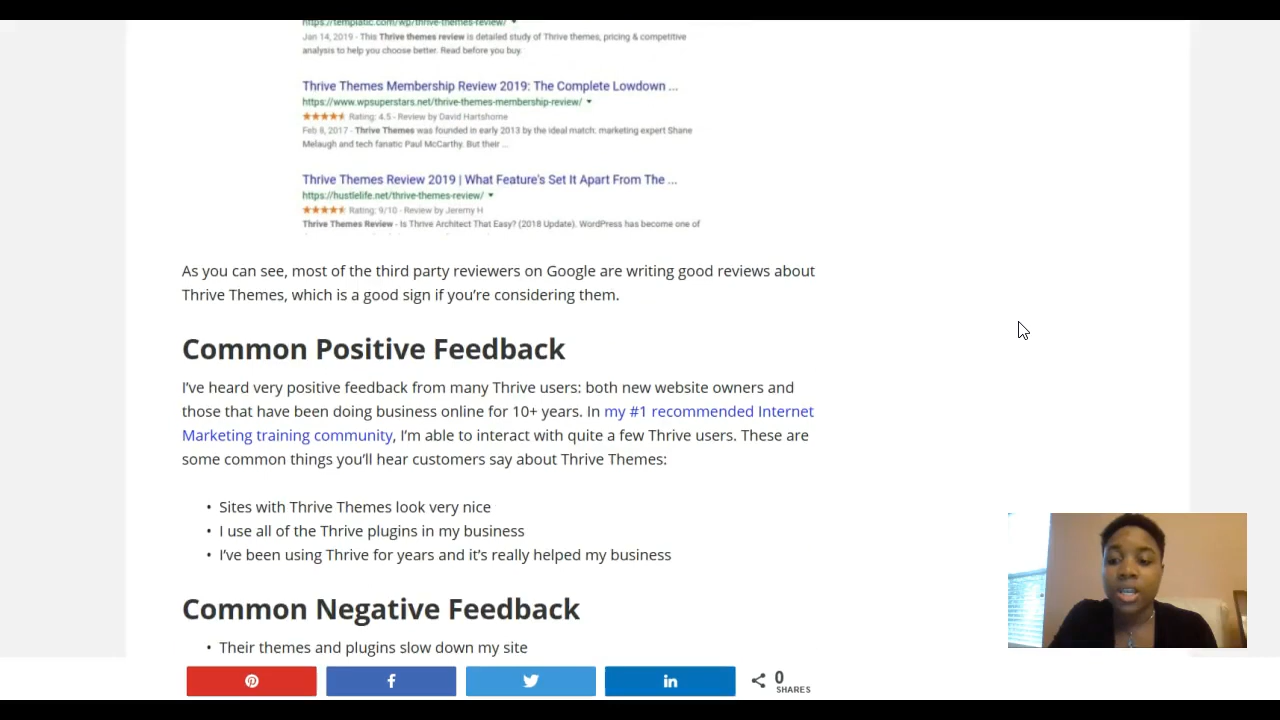 https://templatic.com/wp/thrive-themes-review/
Jan 14, 2019 - This Thrive themes review is detailed study of Thrive themes, pricing & competitive
analysis to help you choose better. Read before you buy.
Thrive Themes Membership Review 2019: The Complete Lowdown ...
https://www.wpsuperstars.net/thrive-themes-membership-review/
Rating: 4.5 - Review by David Hartshorne
Feb 8, 2017 - Thrive Themes was founded in early 2013 by the ideal match. marketing expert Shane
Melaugh and tech fanatic Paul McCarthy. But their ...
Thrive Themes Review 2019 | What Feature's Set It Apart From The ...
https://hustlelife.net/thrive-themes-review/
Rating: 9/10 - Review by Jeremy H
Thrive Themes Review - Is Thrive Architect That Easy? (2018 Update). WordPress has become one of
As you can see, most of the third party reviewers on Google are writing good reviews about
Thrive Themes, which is a good sign if you're considering them.
Common Positive Feedback
I've heard very positive feedback from many Thrive users: both new website owners and
those that have been doing business online for 10+ years. In my #1 recommended Internet
Marketing training community, I'm able to interact with quite a few Thrive users. These are
some common things you'll hear customers say about Thrive Themes:
• Sites with Thrive Themes look very nice
• I use all of the Thrive plugins in my business
• I've been using Thrive for years and it's really helped my business
Common Negative Feedback
• Their themes and plugins slow down my site
0
SHARES